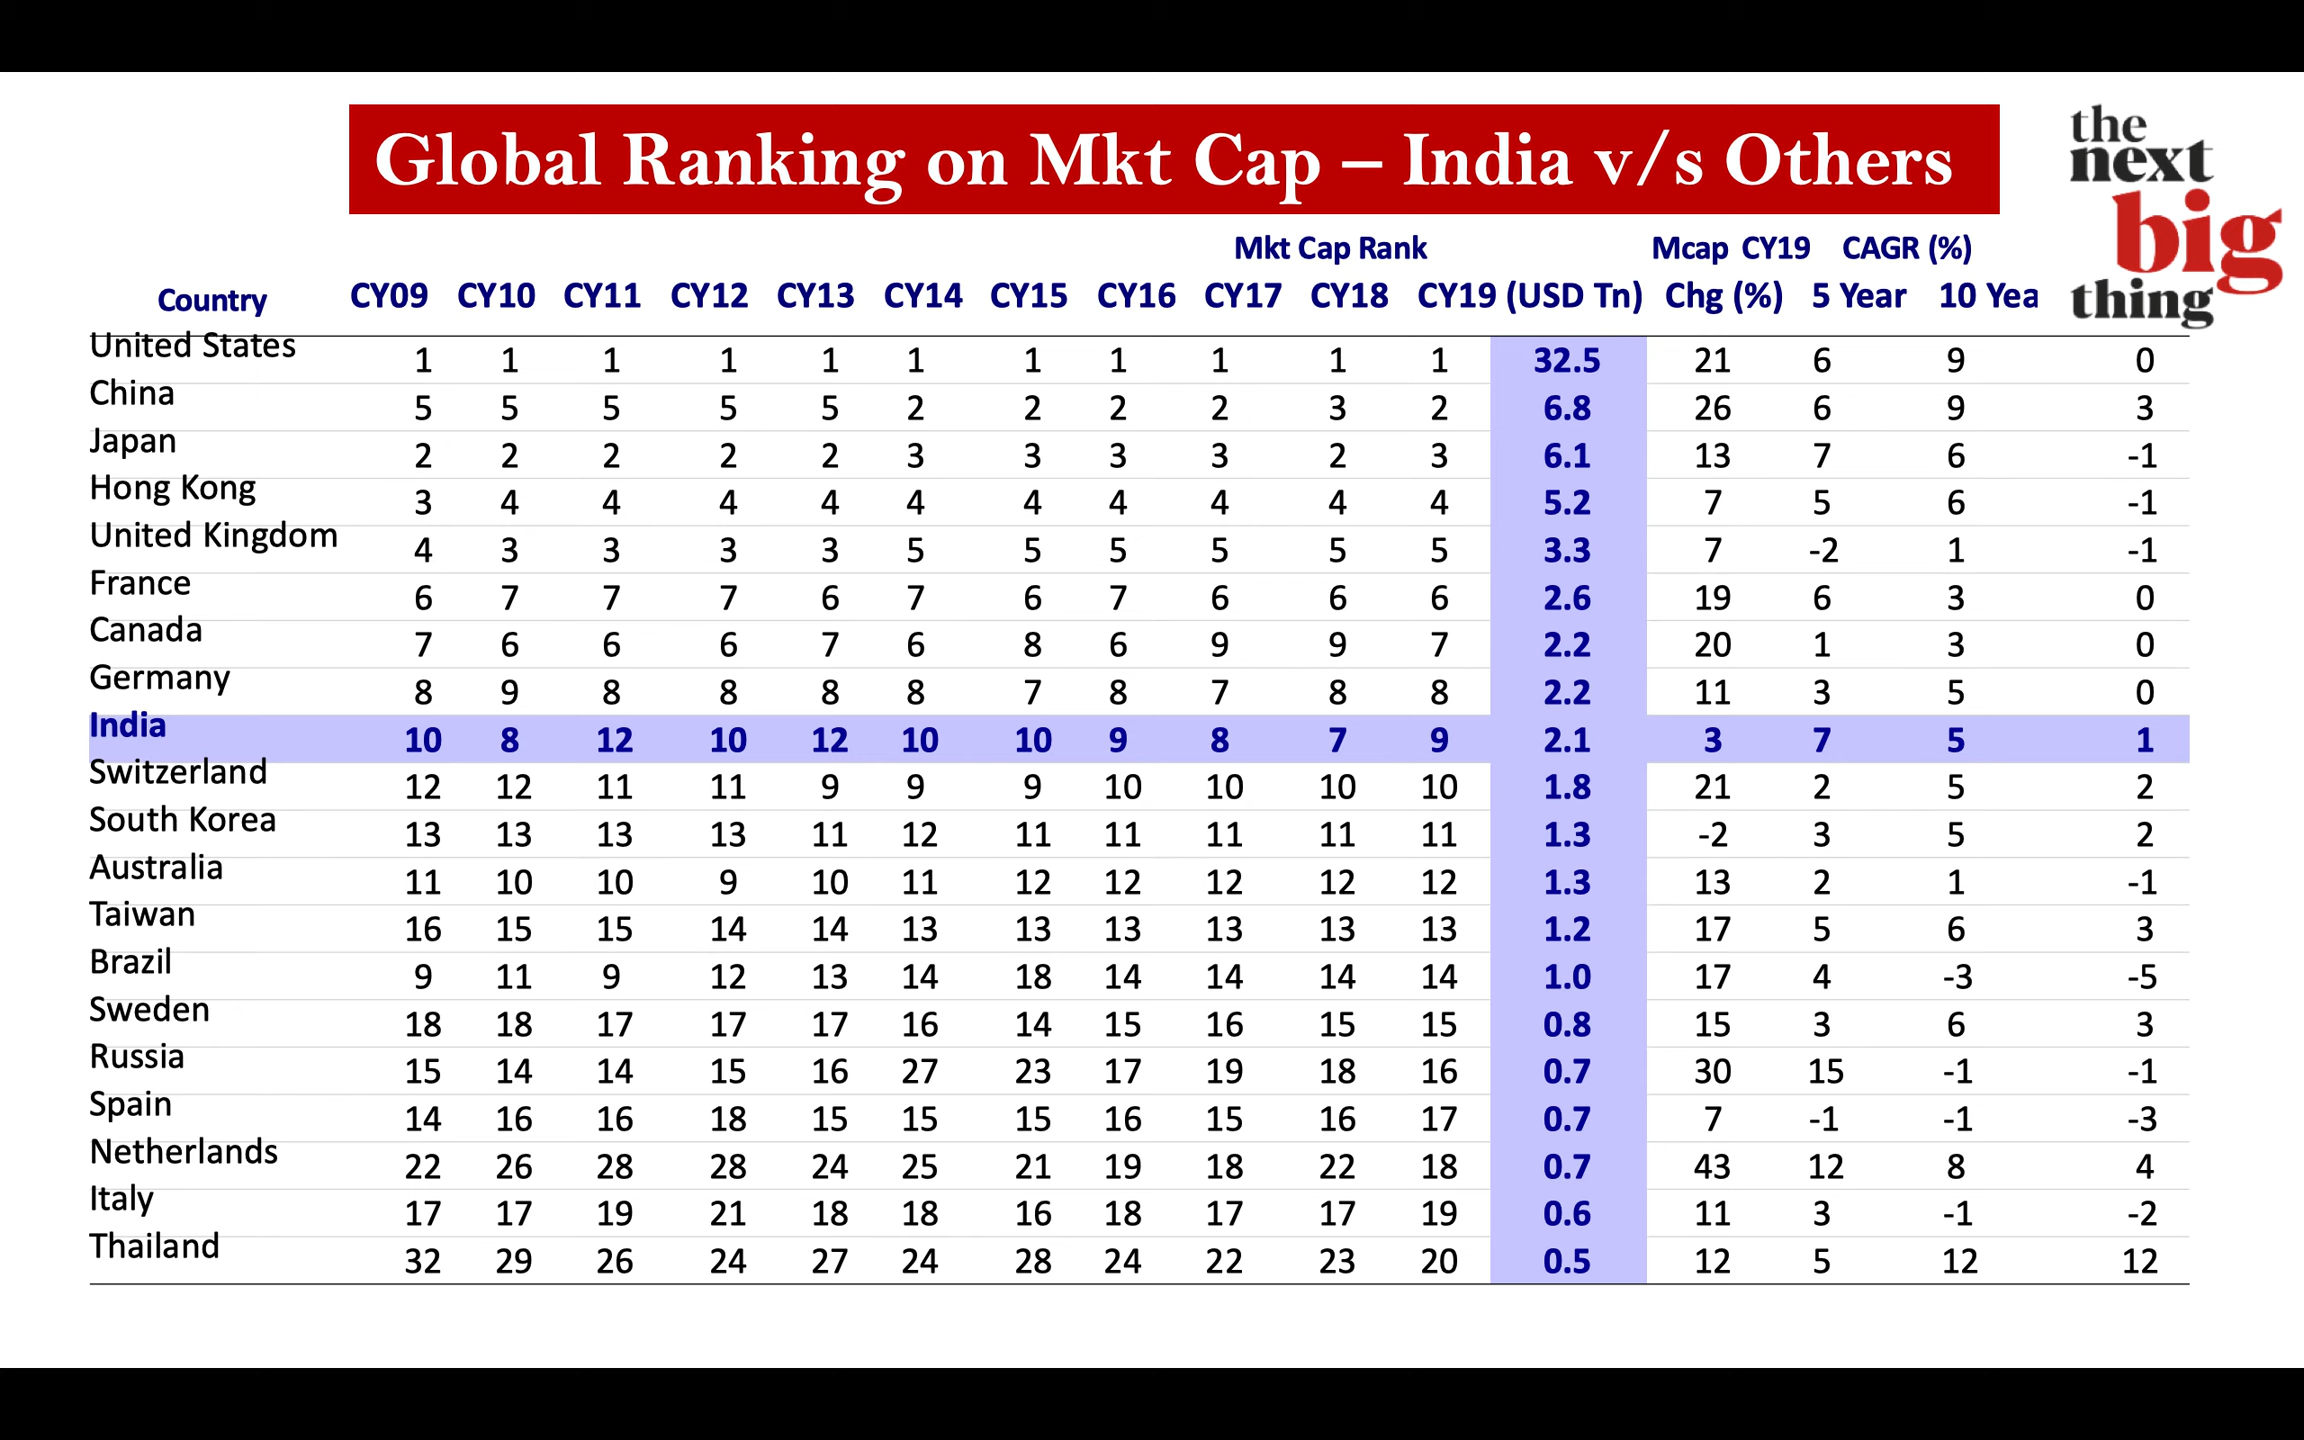 Global Ranking on Mkt Cap – India v/s Others
the
next
big
thing
Mkt Cap Rank Mcap CY19 CAGR (%)
Country CY09 CY10 CY11 CY12 CY13 CY14 CY15 CY16 CY17 CY18 CY19 (USD Tn) Chg (%) 5 Year 10 Yea
United States 1 1 1 1 1 1 1 1 1 1 1 32.5 21 6 9 0
China 5 5 5 5 5 2 2 2 2 3 2 6.8 26 6 9 3
Japan 2 2 2 2 2 3 3 3 3 2 3 6.1 13 7 6 -1
Hong Kong 3 4 4 4 4 4 4 4 4 4 4 5.2 7 5 6 -1
United Kingdom 4 3 3 3 3 5 5 5 5 5 5 3.3 7 -2 1 -1
France 6 7 7 7 6 7 6 7 6 6 6 2.6 19 6 3 0
Canada 7 6 6 6 7 6 8 6 9 9 7 2.2 20 1 3 0
Germany 8 9 8 8 8 8 7 8 7 8 8 2.2 11 3 5 0
India 10 8 12 10 12 10 10 9 8 7 9 2.1 3 7 5 1
Switzerland 12 12 11 11 9 9 9 10 10 10 10 1.8 21 2 5 2
South Korea 13 13 13 13 11 12 11 11 11 11 11 1.3 -2 3 5 2
Australia 11 10 10 9 10 11 12 12 12 12 12 1.3 13 2 1 -1
Taiwan 16 15 15 14 14 13 13 13 13 13 13 1.2 17 5 6 3
Brazil 9 11 9 12 13 14 18 14 14 14 14 1.0 17 4 -3 -5
Sweden 18 18 17 17 17 16 14 15 16 15 15 0.8 15 3 6 3
Russia 15 14 14 15 16 27 23 17 19 18 16 0.7 30 15 -1 -1
Spain 14 16 16 18 15 15 15 16 15 16 17 0.7 7 -1 -1 -3
Netherlands 22 26 28 28 24 25 21 19 18 22 18 0.7 43 12 8 4
Italy 17 17 19 21 18 18 16 18 17 17 19 0.6 11 3 -1 -2
Thailand 32 29 26 24 27 24 28 24 22 23 20 0.5 12 5 12 12